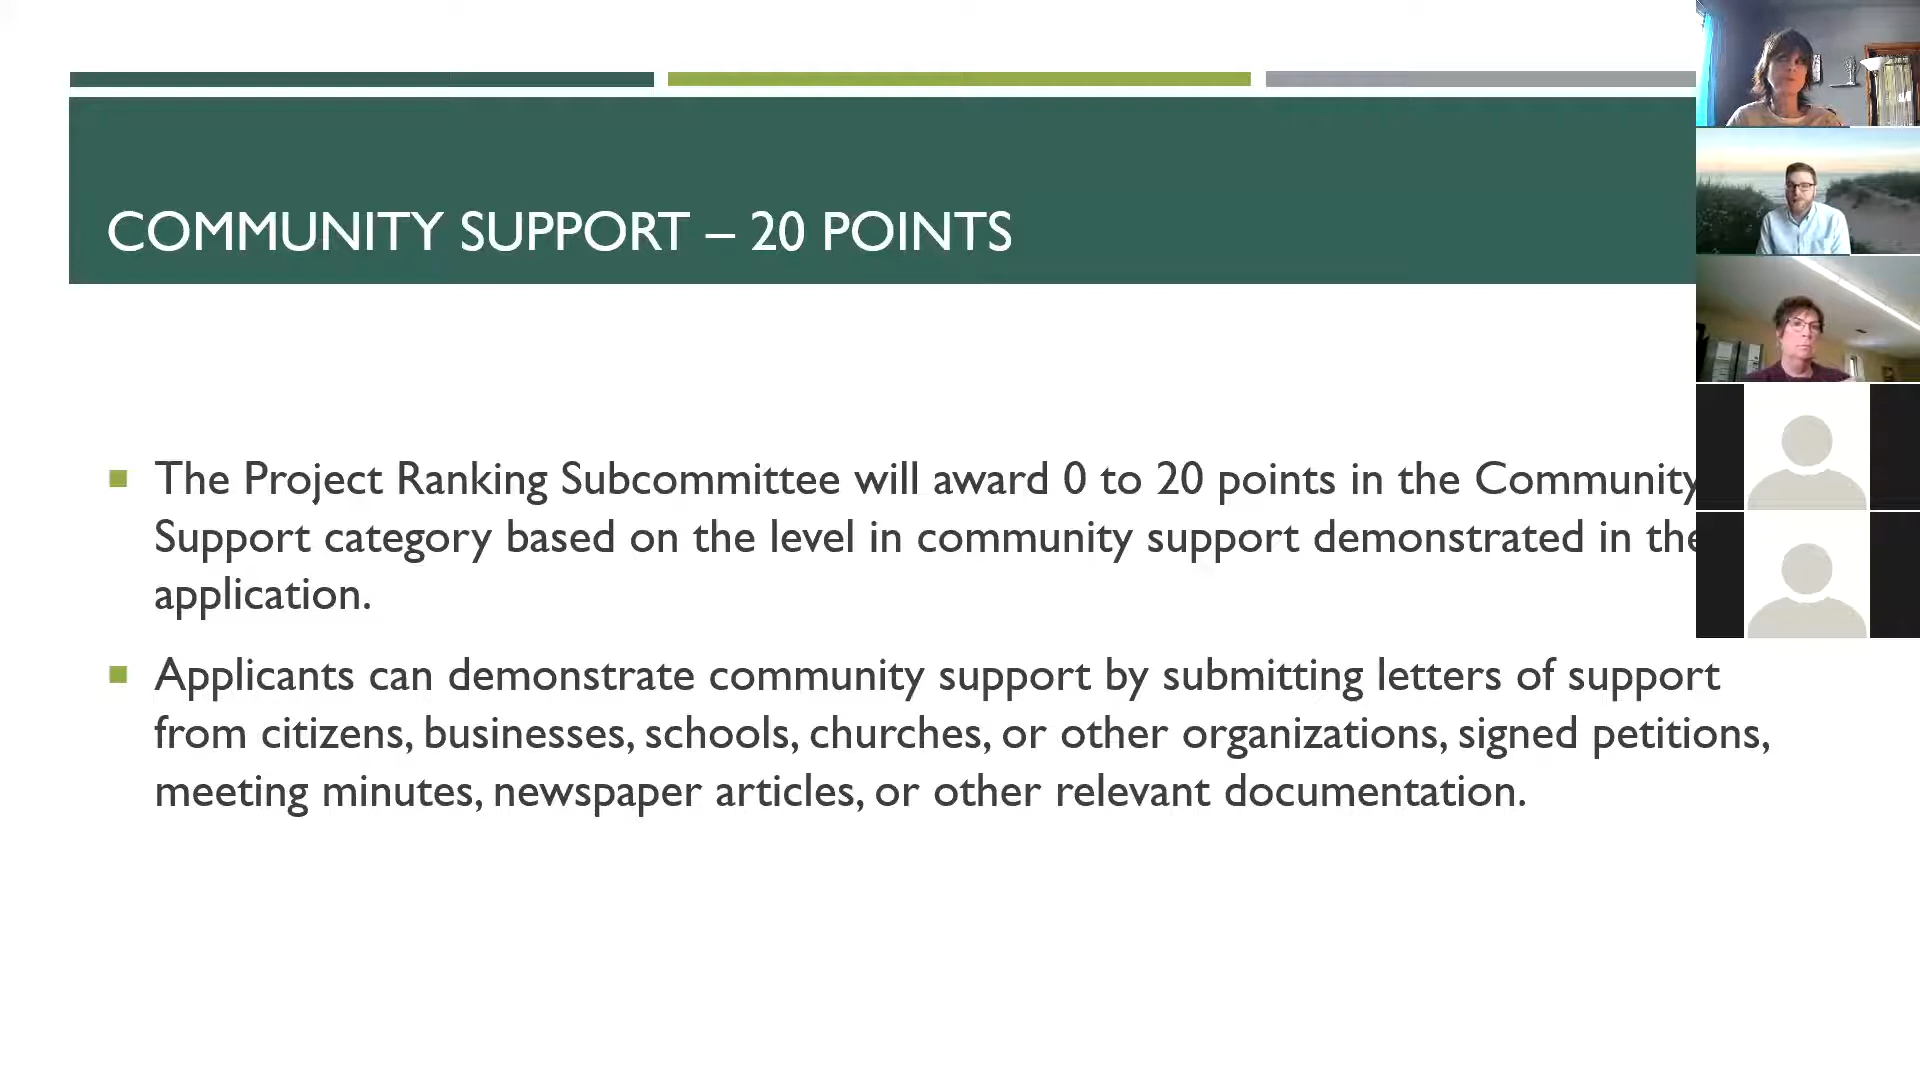 COMMUNITY SUPPORT – 20 POINTS
The Project Ranking Subcommittee will award 0 to 20 points in the Community
Support category based on the level in community support demonstrated in the
application.
Applicants can demonstrate community support by submitting letters of support
from citizens, businesses, schools, churches, or other organizations, signed petitions,
meeting minutes, newspaper articles, or other relevant documentation.